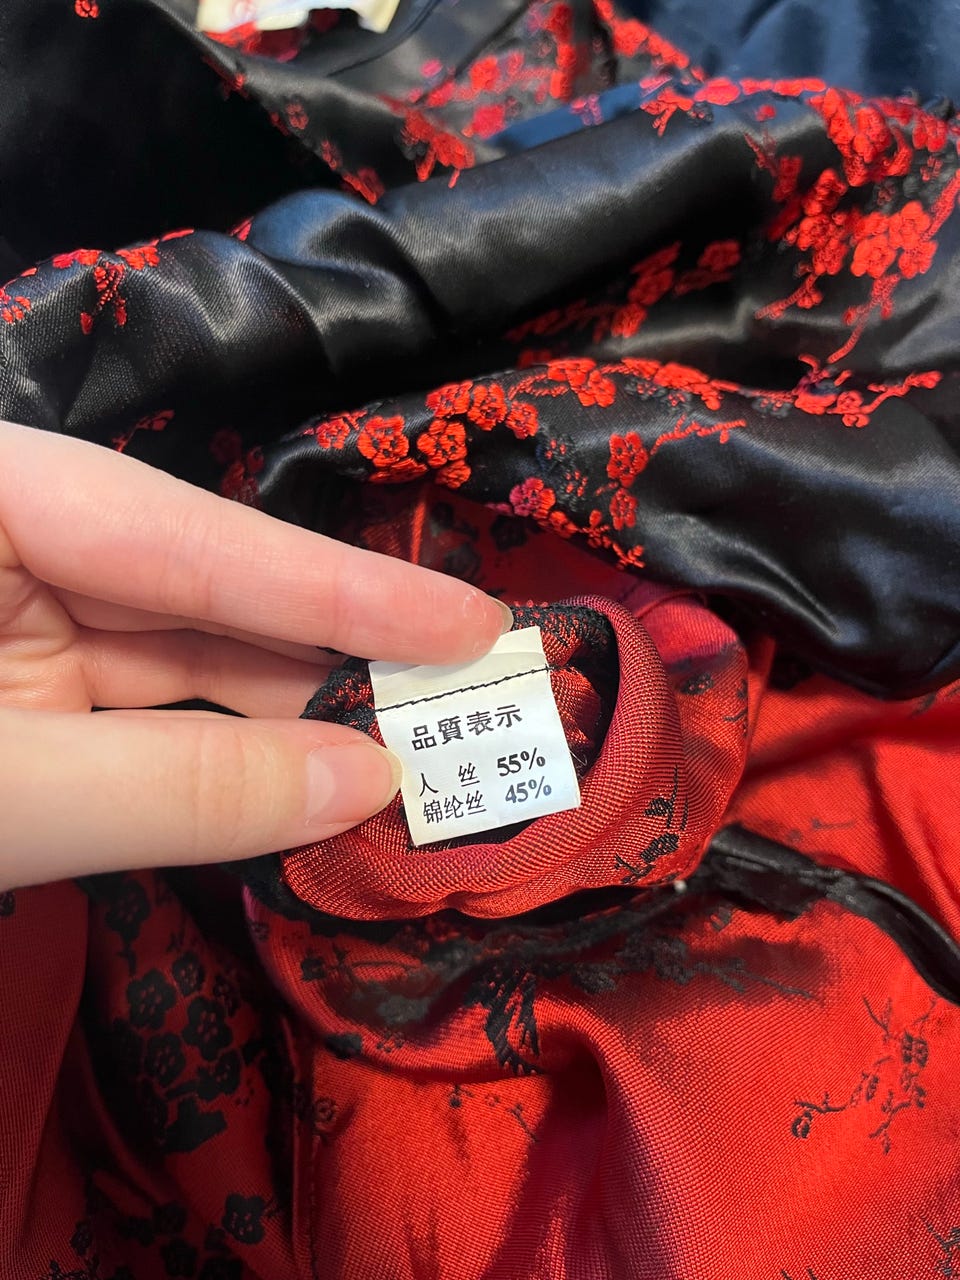 品質表示
人 丝 55%
锦纶丝 45%